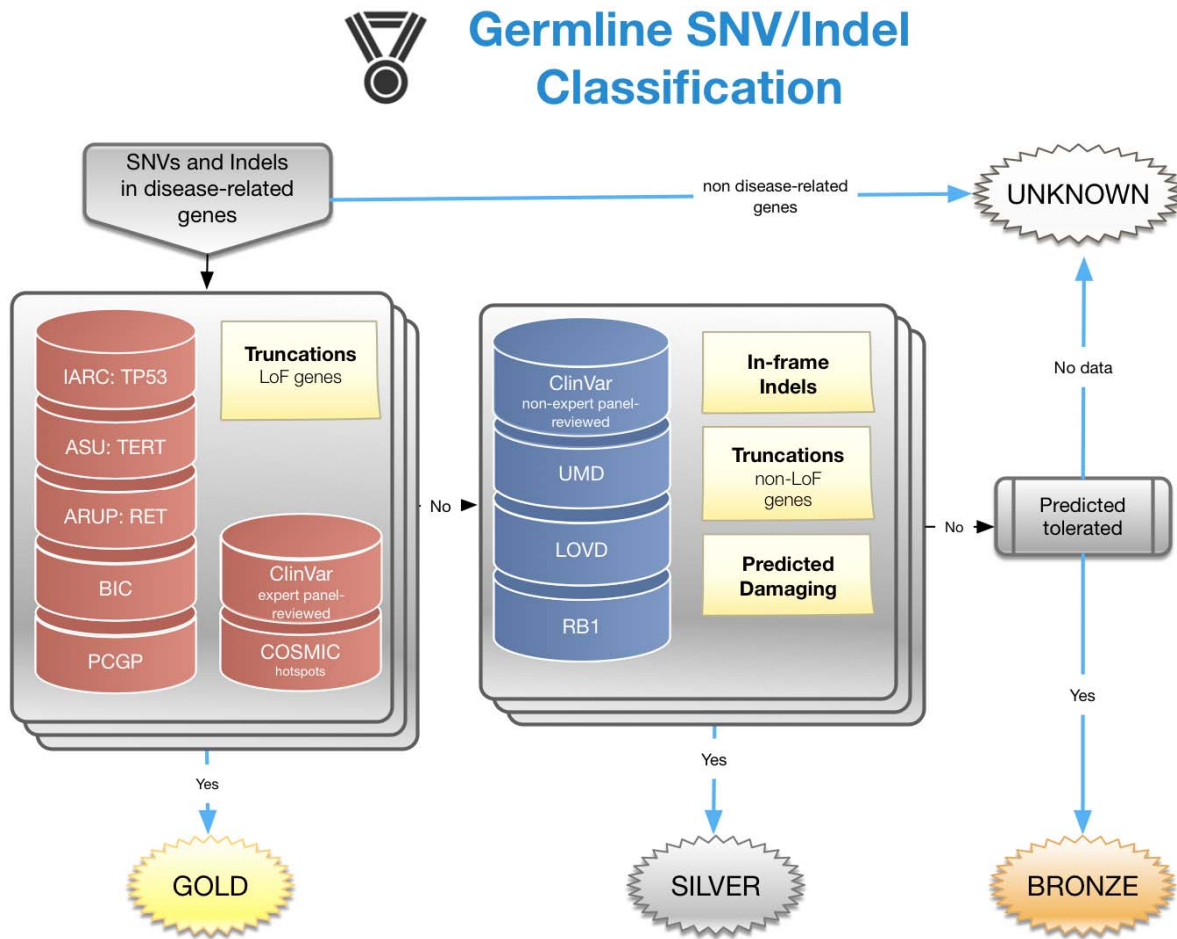 Germline SNV/Indel
Classification
SNVs and Indels
in disease-related
genes
non disease-related
genes
UNKNOWN
IARC: TP53
ASU: TERT
ARUP: RET
BIC
PCGP
Truncations
LoF genes
ClinVar
expert panel-
reviewed
COSMIC
hotspots
No
ClinVar
non-expert panel-
reviewed
UMD
LOVD
RB1
In-frame
Indels
Truncations
non-LoF
genes
Predicted
Damaging
No
Predicted
tolerated
No data
Yes
Yes
Yes
GOLD
SILVER
BRONZE